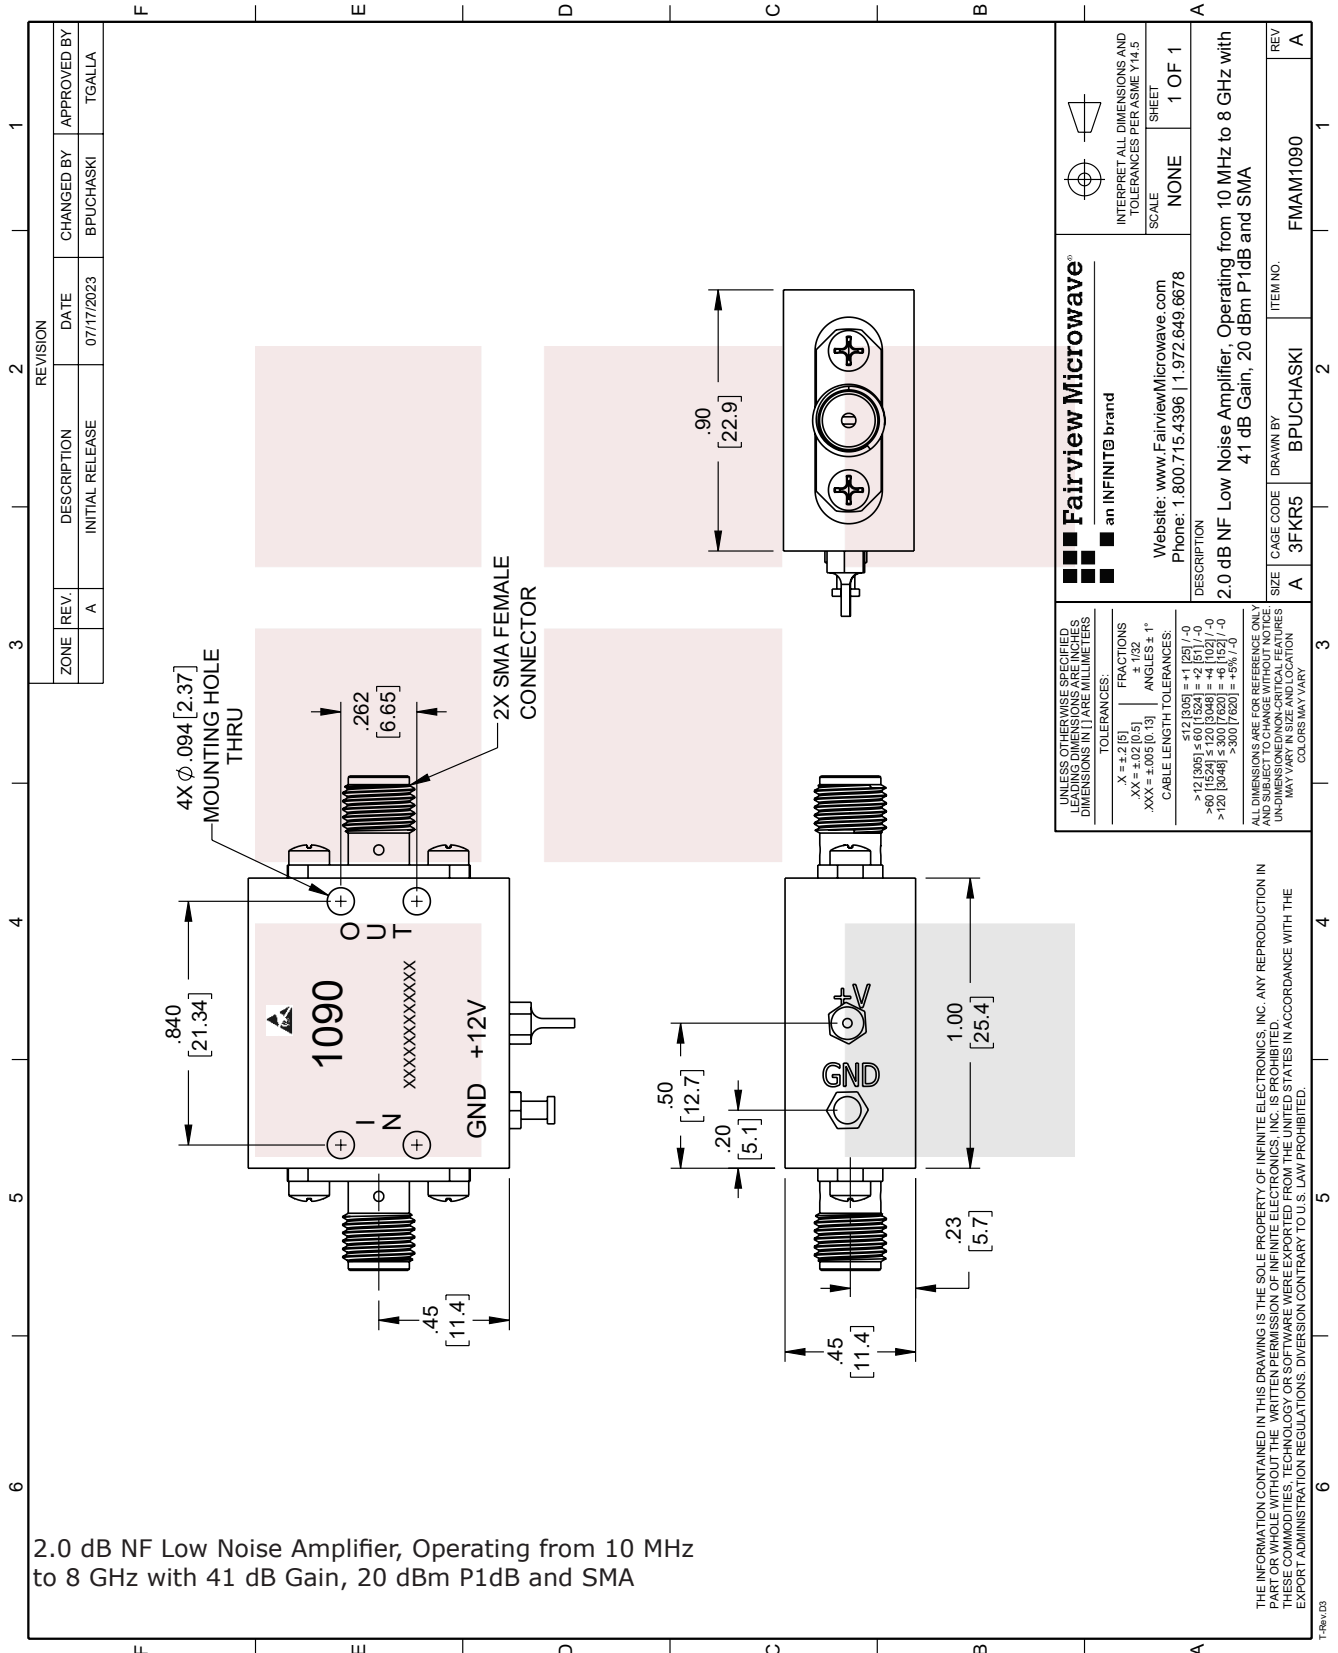 REVISION
ZONE REV. DESCRIPTION DATE CHANGED BY APPROVED BY
A INITIAL RELEASE 07/17/2023 BPUCHASKI TGALLA
6 5 4 3 2 1
F
E
D
C
B
A
4X ⌀.094 [2.37]
MOUNTING HOLE
THRU
.840
[21.34]
.262
[6.65]
2X SMA FEMALE
CONNECTOR
IN
OUT
1090
XXXXXXXXXXX
GND +12V
.45
[11.4]
.50
[12.7]
.20
[5.1]
GND
+V
1.00
[25.4]
.23
[5.7]
.45
[11.4]
.90
[22.9]
UNLESS OTHERWISE SPECIFIED
LEADING DIMENSIONS ARE INCHES
DIMENSIONS IN [ ] ARE MILLIMETERS
TOLERANCES:
.X = ±.2 [5] FRACTIONS
.XX = ±.02 [0.5] ± 1/32
.XXX = ±.005 [0.13] ANGLES ± 1°
CABLE LENGTH TOLERANCES:
≤12 [305] = +1 [25] / -0
>12 [305] ≤ 60 [1524] = +2 [51] / -0
>60 [1524] ≤ 120 [3048] = +4 [102] / -0
>120 [3048] ≤ 300 [7620] = +6 [152] / -0
>300 [7620] = +5% / -0
ALL DIMENSIONS ARE FOR REFERENCE ONLY
AND SUBJECT TO CHANGE WITHOUT NOTICE.
UN-DIMENSIONED/NON-CRITICAL FEATURES
MAY VARY IN SIZE AND LOCATION
COLORS MAY VARY
Fairview Microwave®
an INFINIT@ brand
Website: www.FairviewMicrowave.com
Phone: 1.800.715.4396 | 1.972.649.6678
INTERPRET ALL DIMENSIONS AND
TOLERANCES PER ASME Y14.5
SCALE SHEET
NONE 1 OF 1
DESCRIPTION
2.0 dB NF Low Noise Amplifier, Operating from 10 MHz to 8 GHz with
41 dB Gain, 20 dBm P1dB and SMA
SIZE CAGE CODE DRAWN BY ITEM NO. REV
A 3FKR5 BPUCHASKI FMAM1090 A
THE INFORMATION CONTAINED IN THIS DRAWING IS THE SOLE PROPERTY OF INFINITE ELECTRONICS, INC. ANY REPRODUCTION IN
PART OR WHOLE WITHOUT THE WRITTEN PERMISSION OF INFINITE ELECTRONICS, INC. IS PROHIBITED.
THESE COMMODITIES, TECHNOLOGY OR SOFTWARE WERE EXPORTED FROM THE UNITED STATES IN ACCORDANCE WITH THE
EXPORT ADMINISTRATION REGULATIONS. DIVERSION CONTRARY TO U.S. LAW PROHIBITED.
6 5 4 3 2 1
F
E
D
C
B
A
T-Rev.D3
2.0 dB NF Low Noise Amplifier, Operating from 10 MHz
to 8 GHz with 41 dB Gain, 20 dBm P1dB and SMA